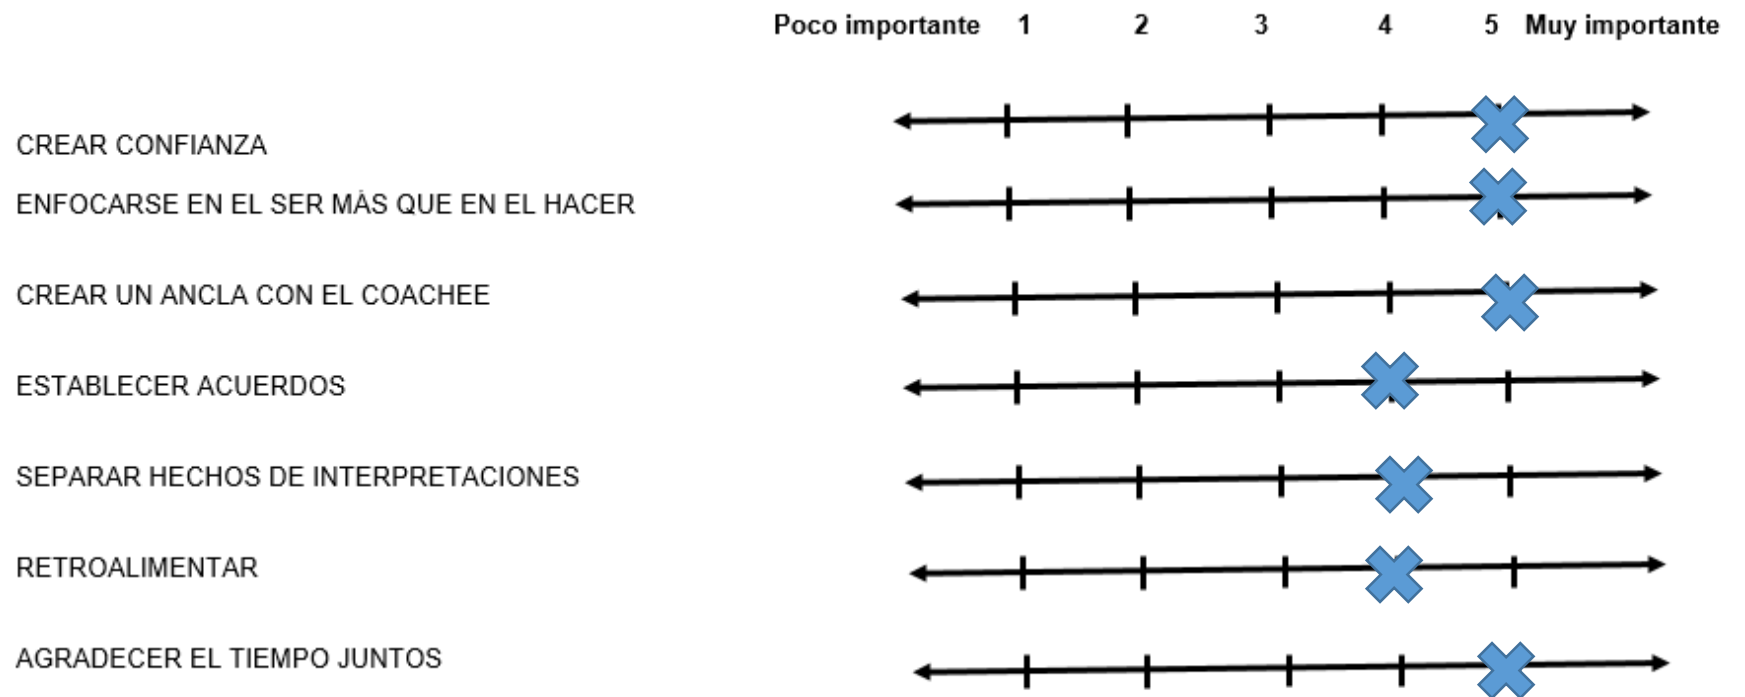 Poco importante 1 2 3 4 5 Muy importante
CREAR CONFIANZA
ENFOCARSE EN EL SER MÁS QUE EN EL HACER
CREAR UN ANCLA CON EL COACHEE
ESTABLECER ACUERDOS
SEPARAR HECHOS DE INTERPRETACIONES
RETROALIMENTAR
AGRADECER EL TIEMPO JUNTOS